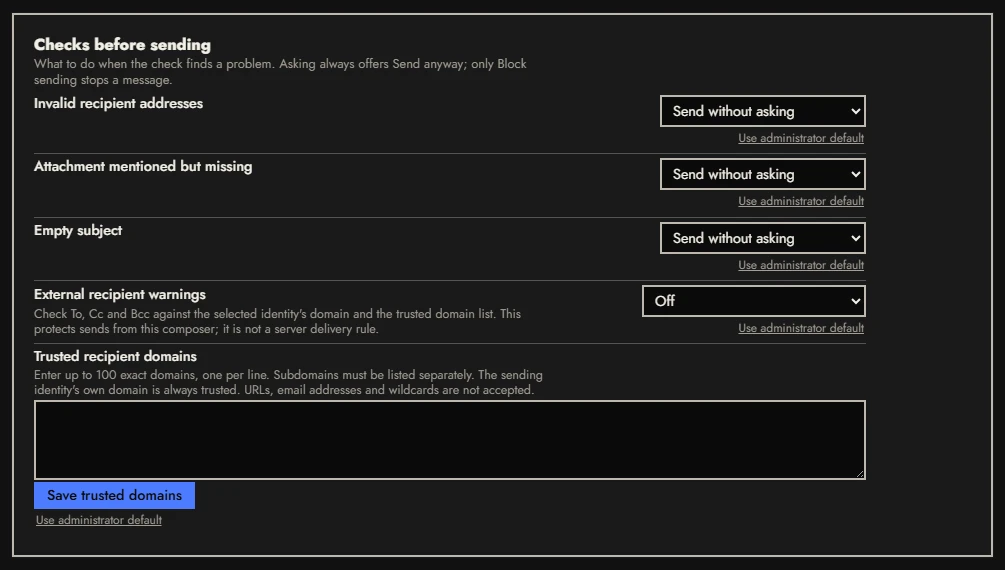 Checks before sending
What to do when the check finds a problem. Asking always offers Send anyway; only Block
sending stops a message.
Invalid recipient addresses
Send without asking
Use administrator default
Attachment mentioned but missing
Send without asking
Use administrator default
Empty subject
Send without asking
Use administrator default
External recipient warnings
Off
Check To, Cc and Bcc against the selected identity's domain and the trusted domain list. This
protects sends from this composer; it is not a server delivery rule.
Use administrator default
Trusted recipient domains
Enter up to 100 exact domains, one per line. Subdomains must be listed separately. The sending
identity's own domain is always trusted. URLs, email addresses and wildcards are not accepted.
Save trusted domains
Use administrator default